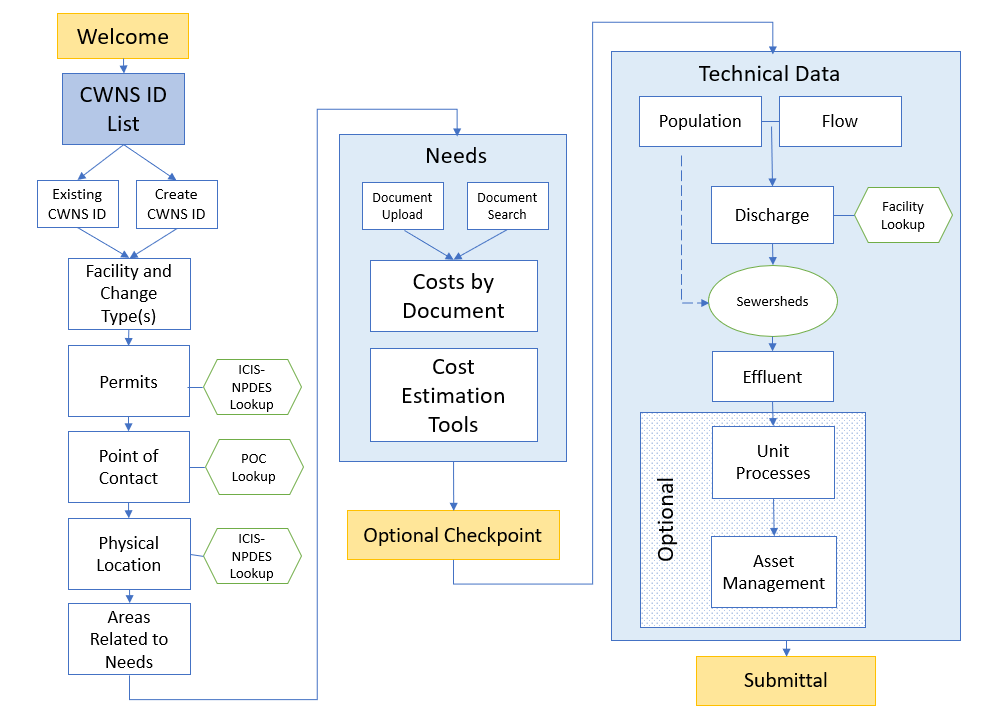 Welcome
CWNS ID
List
Existing
CWNS ID
Create
CWNS ID
Facility and
Change
Type(s)
Permits
ICIS-
NPDES
Lookup
Point of
Contact
POC
Lookup
Physical
Location
ICIS-
NPDES
Lookup
Areas
Related to
Needs
Needs
Document
Upload
Document
Search
Costs by
Document
Cost
Estimation
Tools
Optional Checkpoint
Technical Data
Population
Flow
Discharge
Facility
Lookup
Sewersheds
Effluent
Optional
Unit
Processes
Asset
Management
Submittal